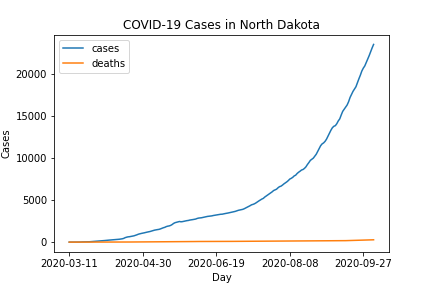 COVID-19 Cases in North Dakota
cases
deaths
20000
15000
10000
5000
0
Cases
2020-03-11 2020-04-30 2020-06-19 2020-08-08 2020-09-27
Day